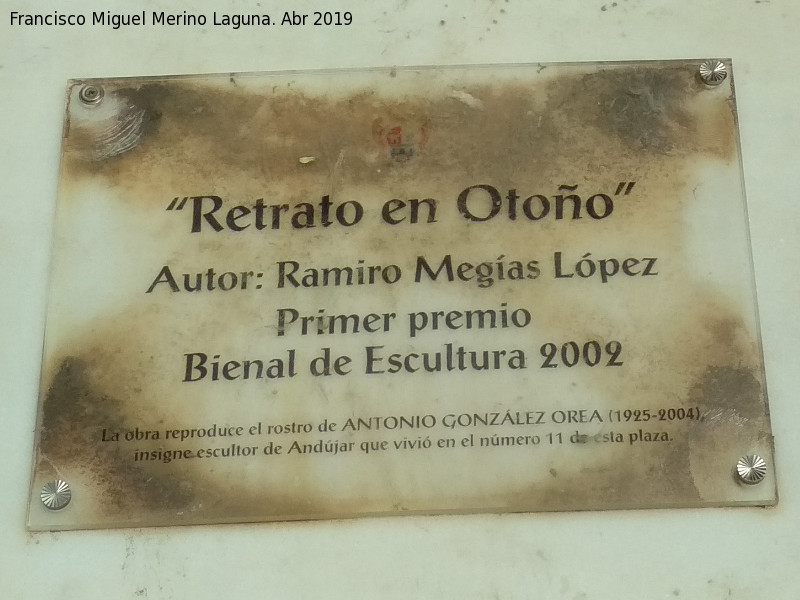 Francisco Miguel Merino Laguna. Abr 2019
"Retrato en Otoño"
Autor: Ramiro Megías López
Primer premio
Bienal de Escultura 2002
La obra reproduce el rostro de ANTONIO GONZÁLEZ OREA (1925-2004),
insigne escultor de Andújar que vivió en el número 11 de esta plaza.